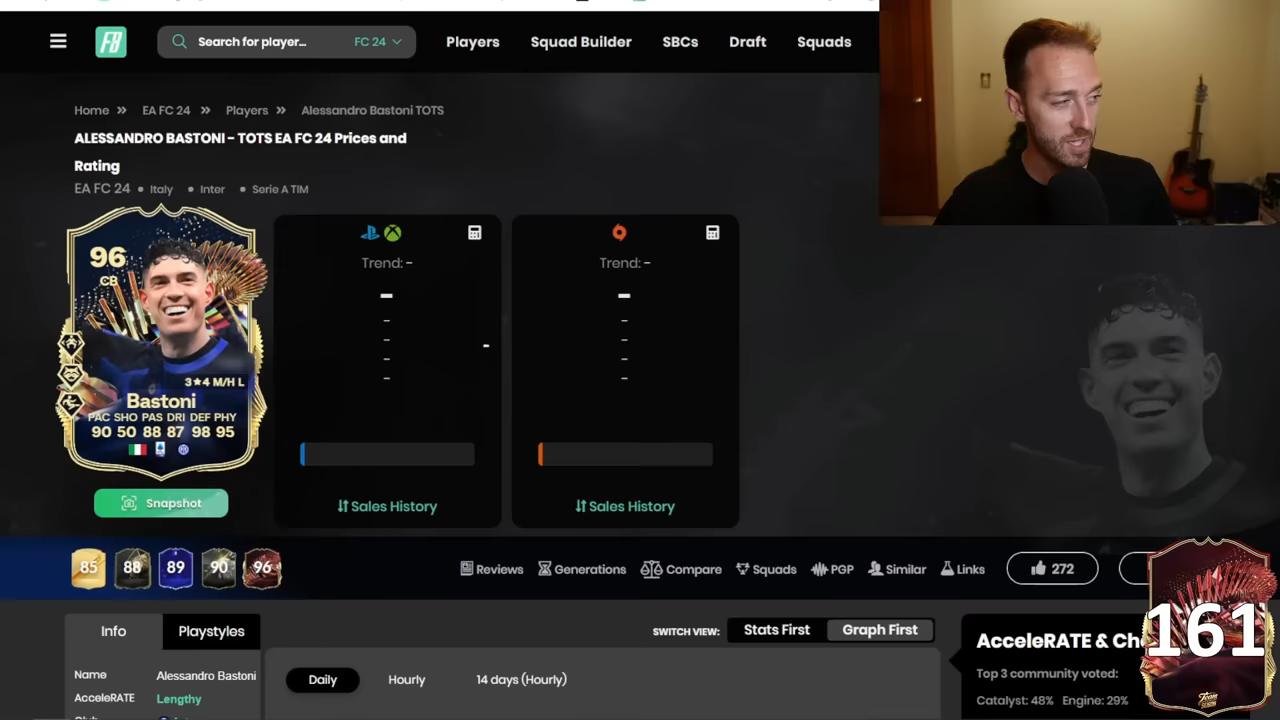 FB
Search for player...
FC 24
Players
Squad Builder
SBCs
Draft
Squads
Home » EA FC 24 » Players » Alessandro Bastoni TOTS
ALESSANDRO BASTONI - TOTS EA FC 24 Prices and
Rating
EA FC 24 • Italy • Inter • Serie A TIM
96
CB
3★4 M/H L
Bastoni
PAC SHO PAS DRI DEF PHY
90 50 88 87 98 95
Snapshot
Trend: -
-
-
-
-
-
-
Sales History
Trend: -
-
-
-
-
-
Sales History
85
88
89
90
96
Reviews
Generations
Compare
Squads
PGP
Similar
Links
272
Info
Playstyles
Name
Alessandro Bastoni
AcceleRATE
Lengthy
SWITCH VIEW:
Stats First
Graph First
Daily
Hourly
14 days (Hourly)
AcceleRATE & Ch
Top 3 community voted:
Catalyst: 48% Engine: 29%
161